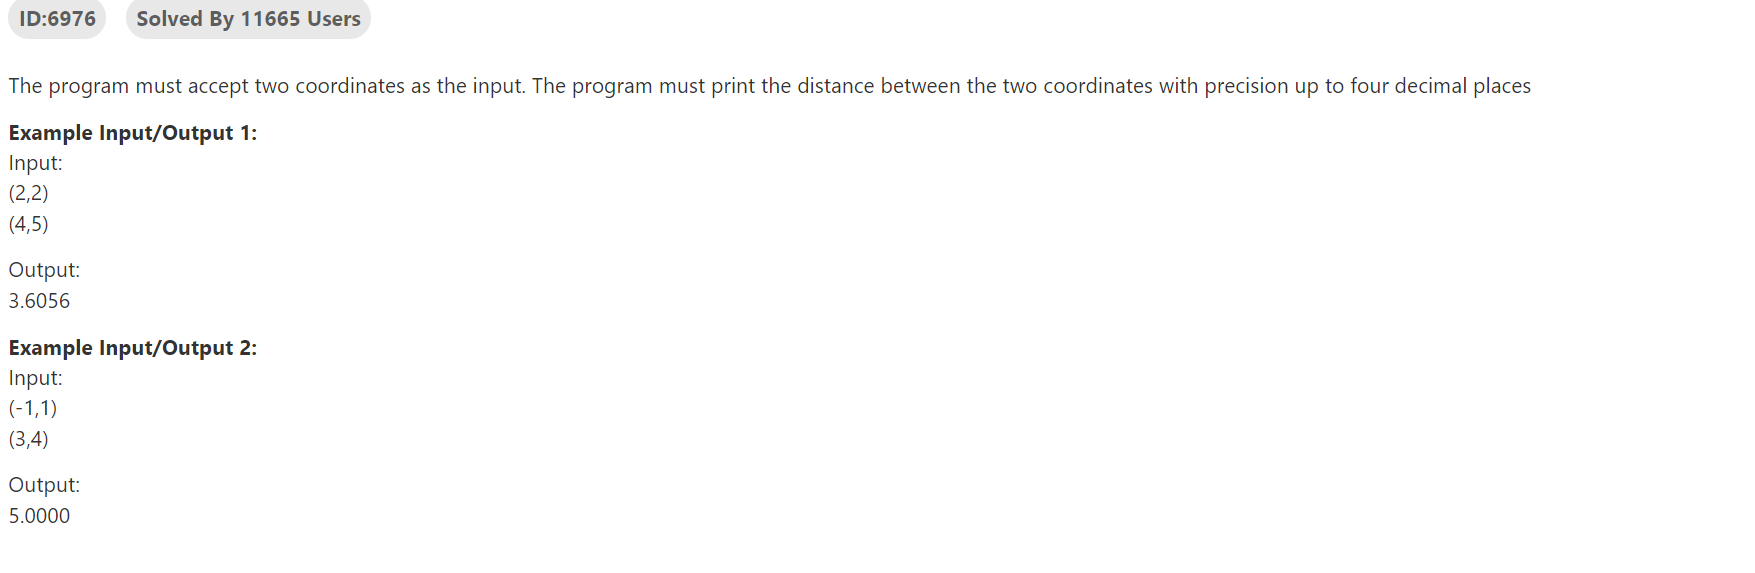 ID:6976 Solved By 11665 Users
The program must accept two coordinates as the input. The program must print the distance between the two coordinates with precision up to four decimal places
Example Input/Output 1:
Input:
(2,2)
(4,5)
Output:
3.6056
Example Input/Output 2:
Input:
(-1,1)
(3,4)
Output:
5.0000